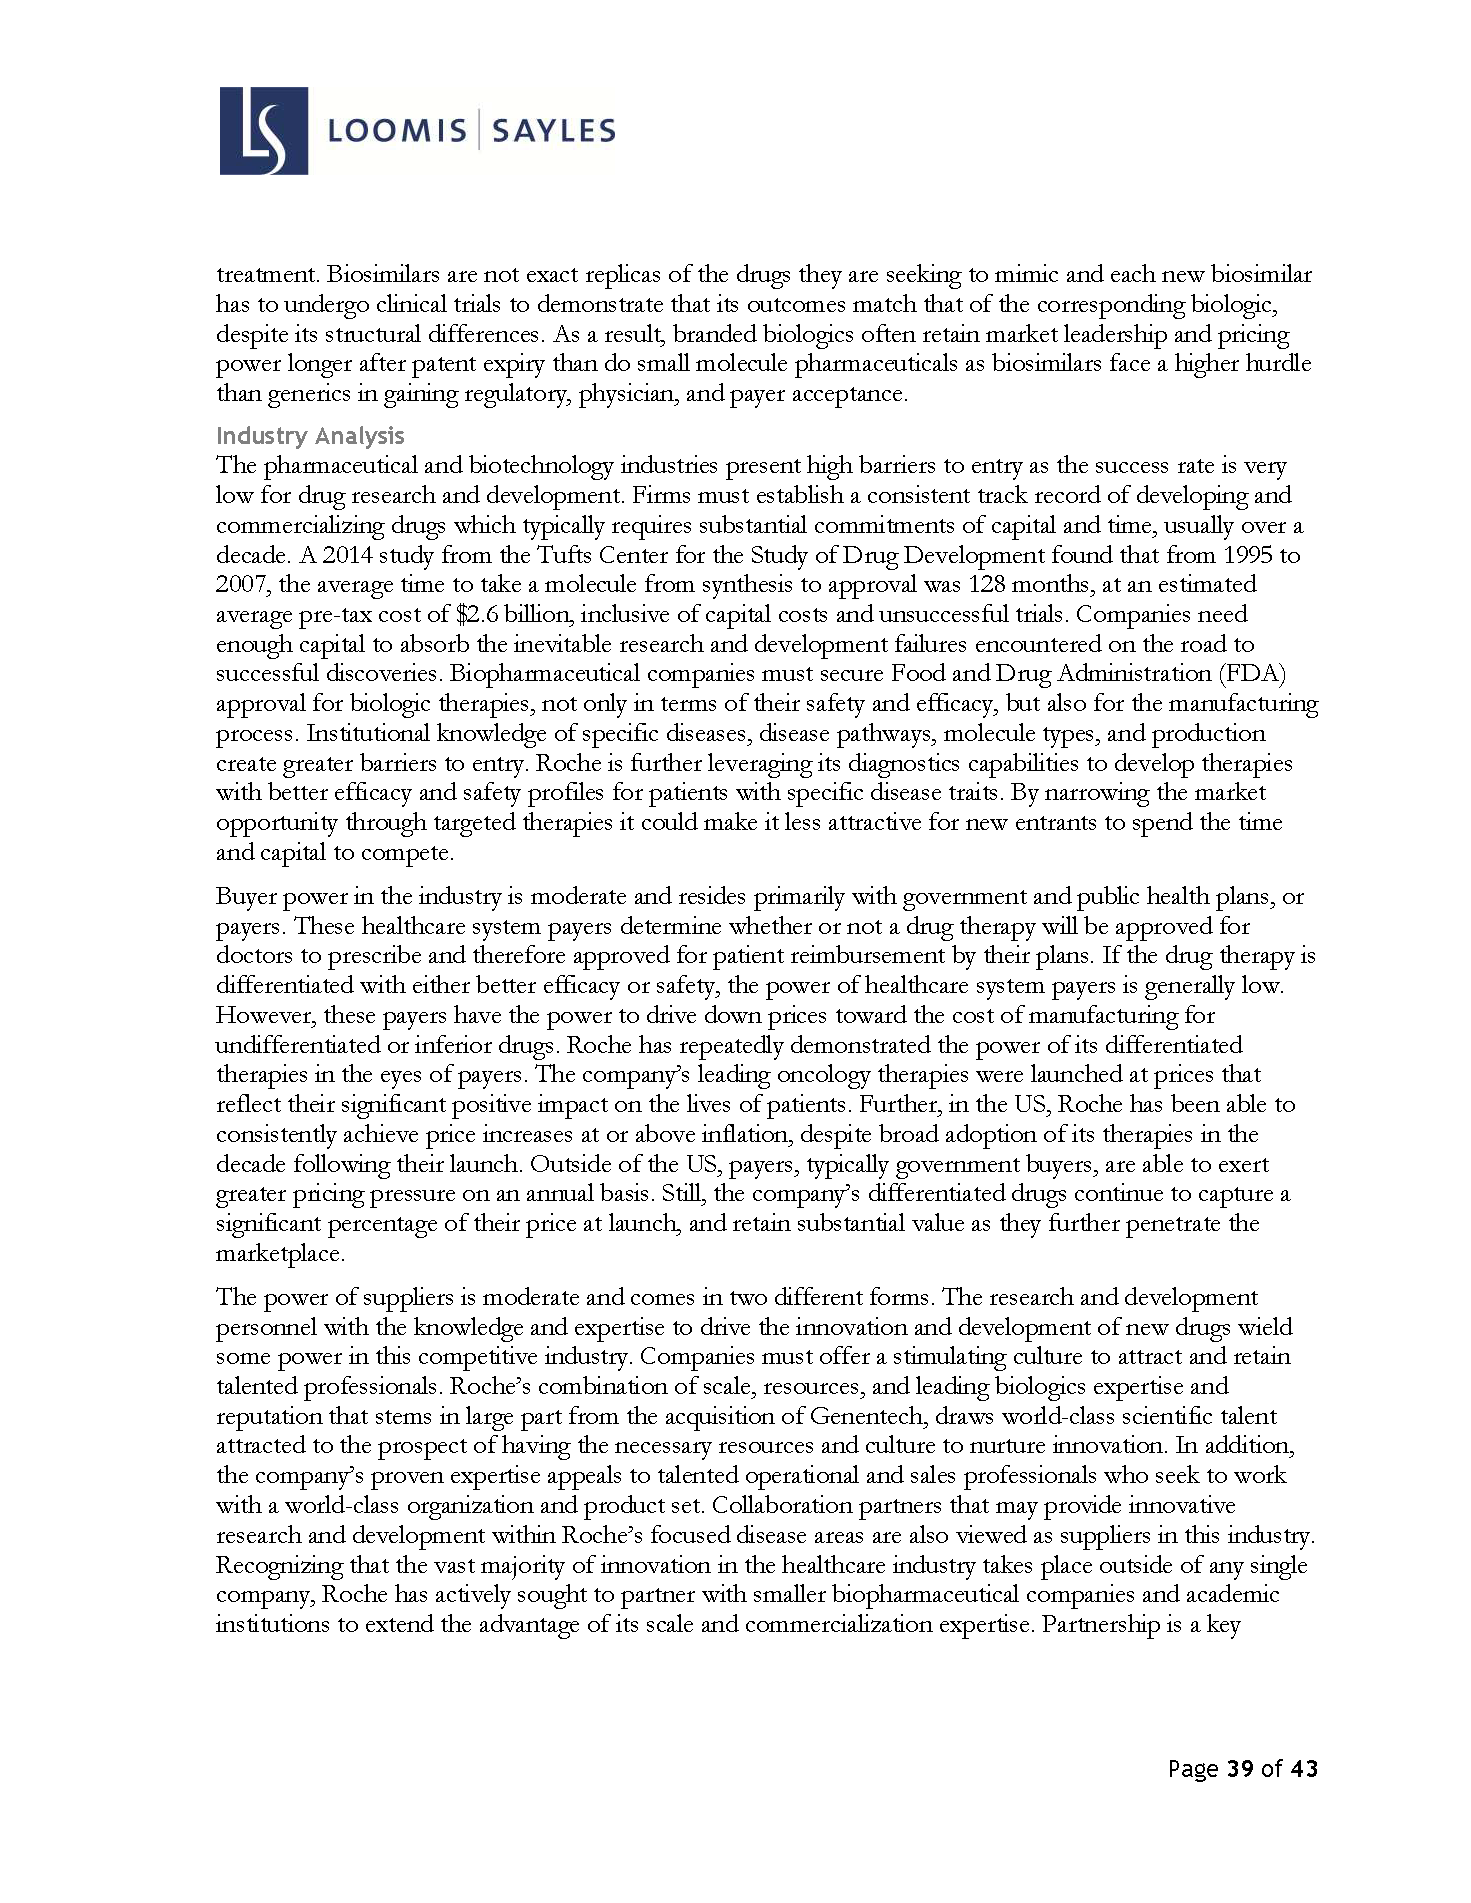 LS LOOMIS | SAYLES
treatment. Biosimilars are not exact replicas of the drugs they are seeking to mimic and each new biosimilar
has to undergo clinical trials to demonstrate that its outcomes match that of the corresponding biologic,
despite its structural differences. As a result, branded biologics often retain market leadership and pricing
power longer after patent expiry than do small molecule pharmaceuticals as biosimilars face a higher hurdle
than generics in gaining regulatory, physician, and payer acceptance.
Industry Analysis
The pharmaceutical and biotechnology industries present high barriers to entry as the success rate is very
low for drug research and development. Firms must establish a consistent track record of developing and
commercializing drugs which typically requires substantial commitments of capital and time, usually over a
decade. A 2014 study from the Tufts Center for the Study of Drug Development found that from 1995 to
2007, the average time to take a molecule from synthesis to approval was 128 months, at an estimated
average pre-tax cost of $2.6 billion, inclusive of capital costs and unsuccessful trials. Companies need
enough capital to absorb the inevitable research and development failures encountered on the road to
successful discoveries. Biopharmaceutical companies must secure Food and Drug Administration (FDA)
approval for biologic therapies, not only in terms of their safety and efficacy, but also for the manufacturing
process. Institutional knowledge of specific diseases, disease pathways, molecule types, and production
create greater barriers to entry. Roche is further leveraging its diagnostics capabilities to develop therapies
with better efficacy and safety profiles for patients with specific disease traits. By narrowing the market
opportunity through targeted therapies it could make it less attractive for new entrants to spend the time
and capital to compete.
Buyer power in the industry is moderate and resides primarily with government and public health plans, or
payers. These healthcare system payers determine whether or not a drug therapy will be approved for
doctors to prescribe and therefore approved for patient reimbursement by their plans. If the drug therapy is
differentiated with either better efficacy or safety, the power of healthcare system payers is generally low.
However, these payers have the power to drive down prices toward the cost of manufacturing for
undifferentiated or inferior drugs. Roche has repeatedly demonstrated the power of its differentiated
therapies in the eyes of payers. The company’s leading oncology therapies were launched at prices that
reflect their significant positive impact on the lives of patients. Further, in the US, Roche has been able to
consistently achieve price increases at or above inflation, despite broad adoption of its therapies in the
decade following their launch. Outside of the US, payers, typically government buyers, are able to exert
greater pricing pressure on an annual basis. Still, the company’s differentiated drugs continue to capture a
significant percentage of their price at launch, and retain substantial value as they further penetrate the
marketplace.
The power of suppliers is moderate and comes in two different forms. The research and development
personnel with the knowledge and expertise to drive the innovation and development of new drugs wield
some power in this competitive industry. Companies must offer a stimulating culture to attract and retain
talented professionals. Roche’s combination of scale, resources, and leading biologics expertise and
reputation that stems in large part from the acquisition of Genentech, draws world-class scientific talent
attracted to the prospect of having the necessary resources and culture to nurture innovation. In addition,
the company’s proven expertise appeals to talented operational and sales professionals who seek to work
with a world-class organization and product set. Collaboration partners that may provide innovative
research and development within Roche’s focused disease areas are also viewed as suppliers in this industry.
Recognizing that the vast majority of innovation in the healthcare industry takes place outside of any single
company, Roche has actively sought to partner with smaller biopharmaceutical companies and academic
institutions to extend the advantage of its scale and commercialization expertise. Partnership is a key
Page 39 of 43